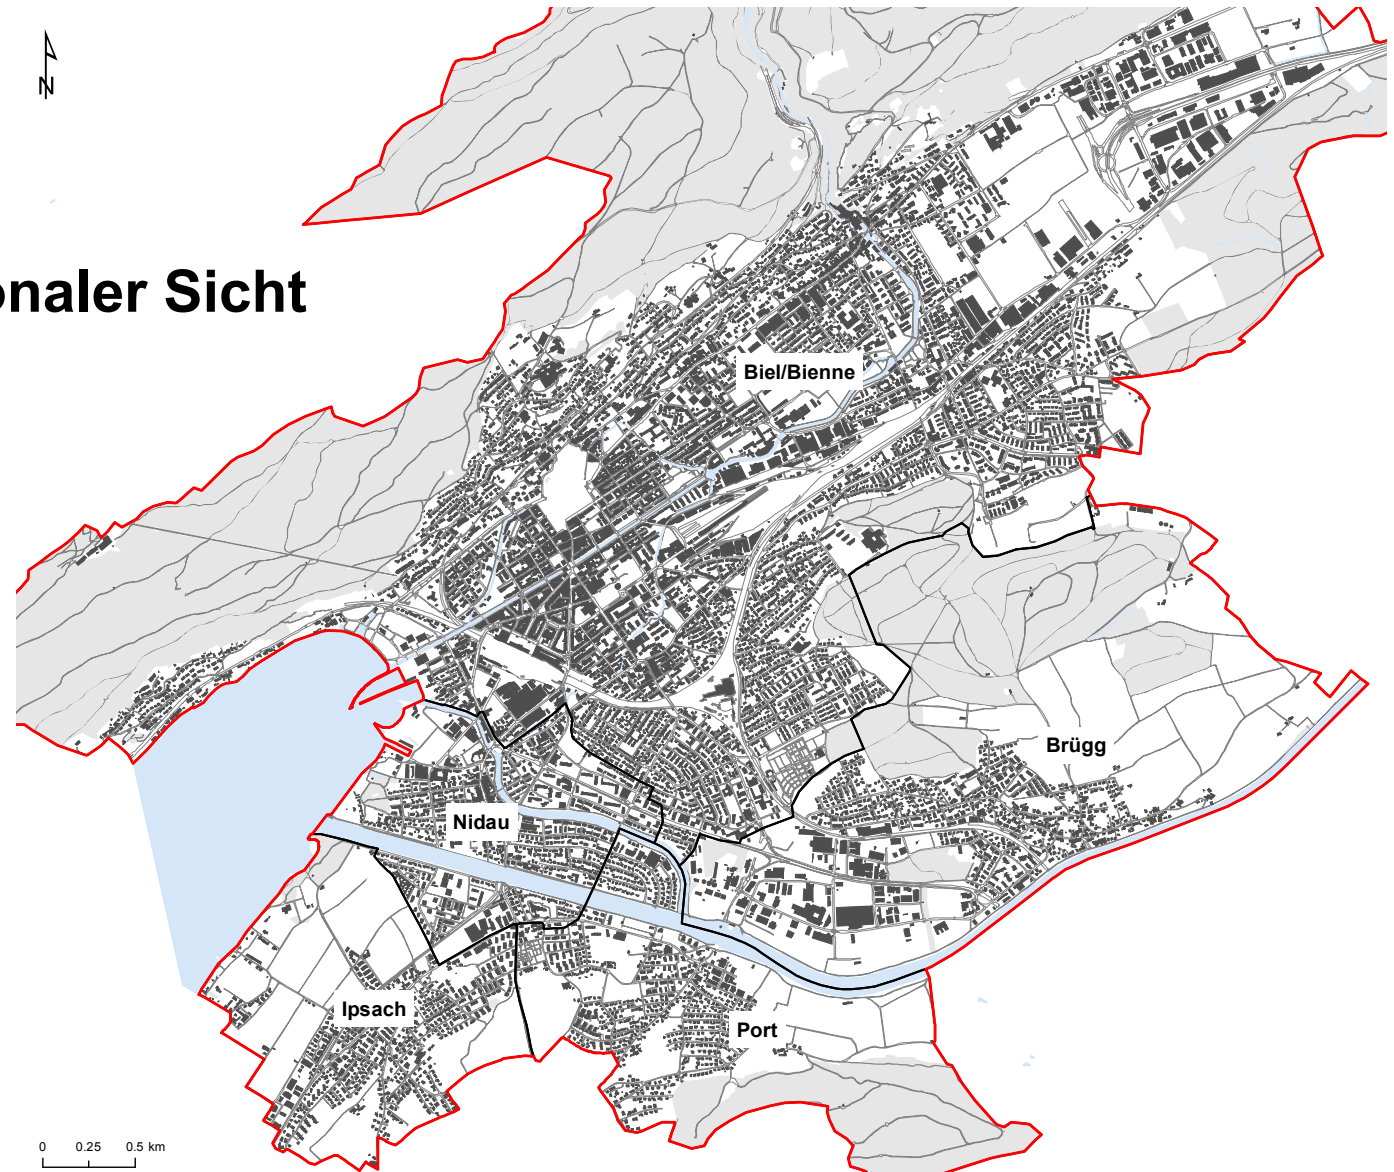 N
onaler Sicht
Biel/Bienne
Brügg
Nidau
Ipsach
Port
0 0.25 0.5 km